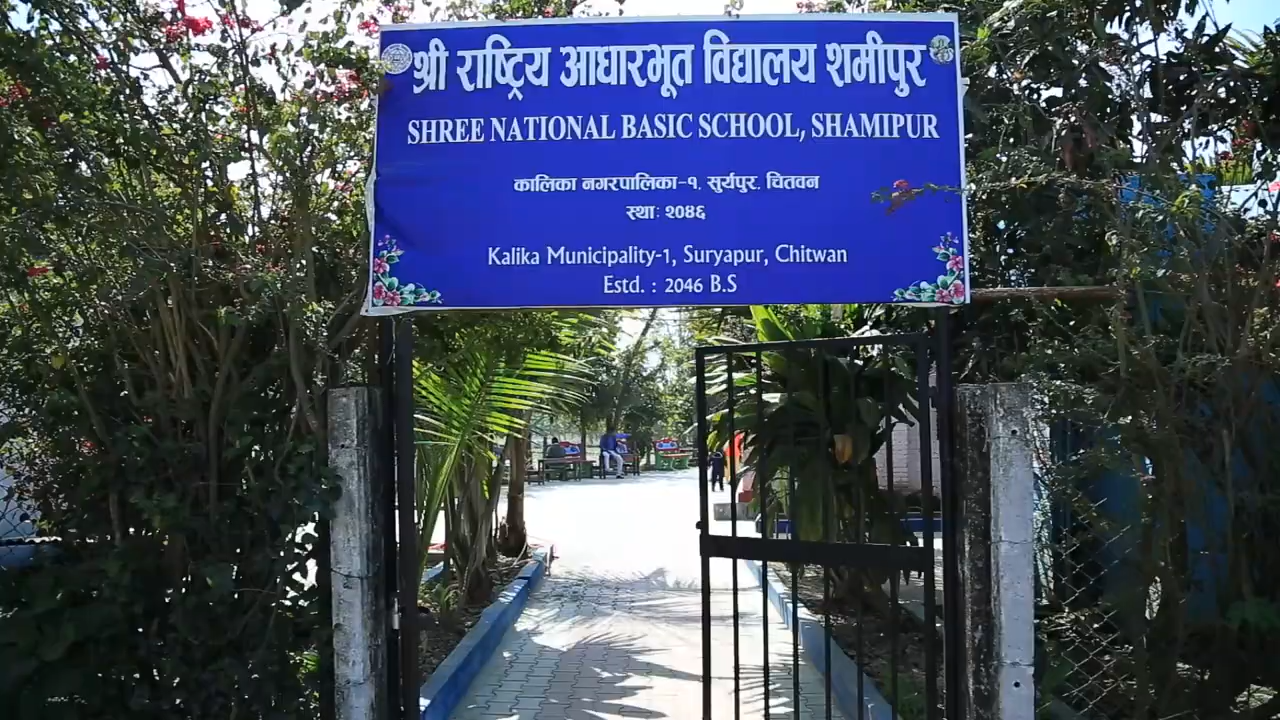 श्री राष्ट्रिय आधारभूत विद्यालय शमीपुर
SHREE NATIONAL BASIC SCHOOL, SHAMIPUR
कालिका नगरपालिका-१, सुर्यपुर, चितवन
स्था: २०४६
Kalika Municipality-1, Suryapur, Chitwan
Estd. : 2046 B.S